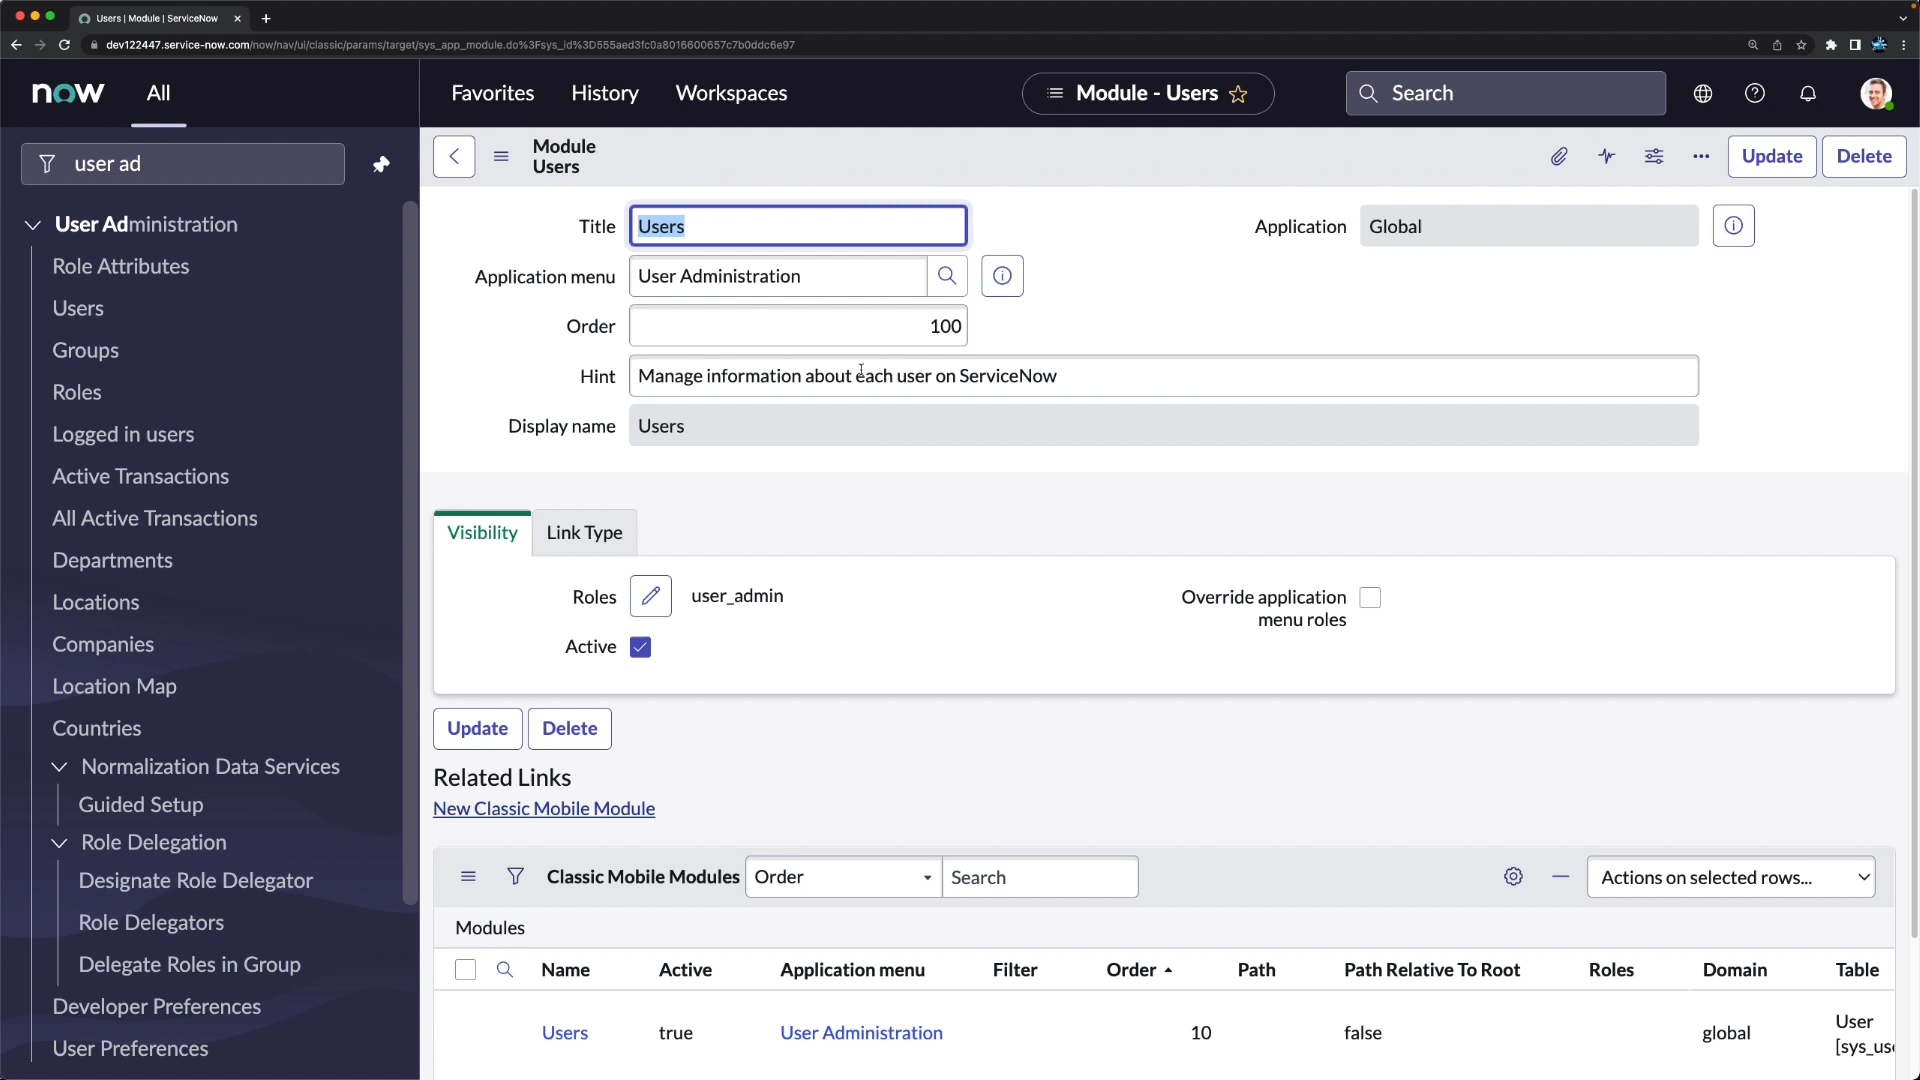 Users | Module | ServiceNow
dev122447.service-now.com/now/nav/ui/classic/params/target/sys_app_module.do%3Fsys_id%3D555aed3fc0a8016600657c7b0ddc6e97
now
All
Favorites
History
Workspaces
Module - Users
Search
user ad
User Administration
Role Attributes
Users
Groups
Roles
Logged in users
Active Transactions
All Active Transactions
Departments
Locations
Companies
Location Map
Countries
Normalization Data Services
Guided Setup
Role Delegation
Designate Role Delegator
Role Delegators
Delegate Roles in Group
Developer Preferences
User Preferences
Module
Users
Update
Delete
Title
Users
Application
Global
Application menu
User Administration
Order
100
Hint
Manage information about each user on ServiceNow
Display name
Users
Visibility
Link Type
Roles
user_admin
Override application
menu roles
Active
Update
Delete
Related Links
New Classic Mobile Module
Classic Mobile Modules
Order
Search
Actions on selected rows...
Modules
Name Active Application menu Filter Order Path Path Relative To Root Roles Domain Table
Users true User Administration 10 false global User
[sys_use